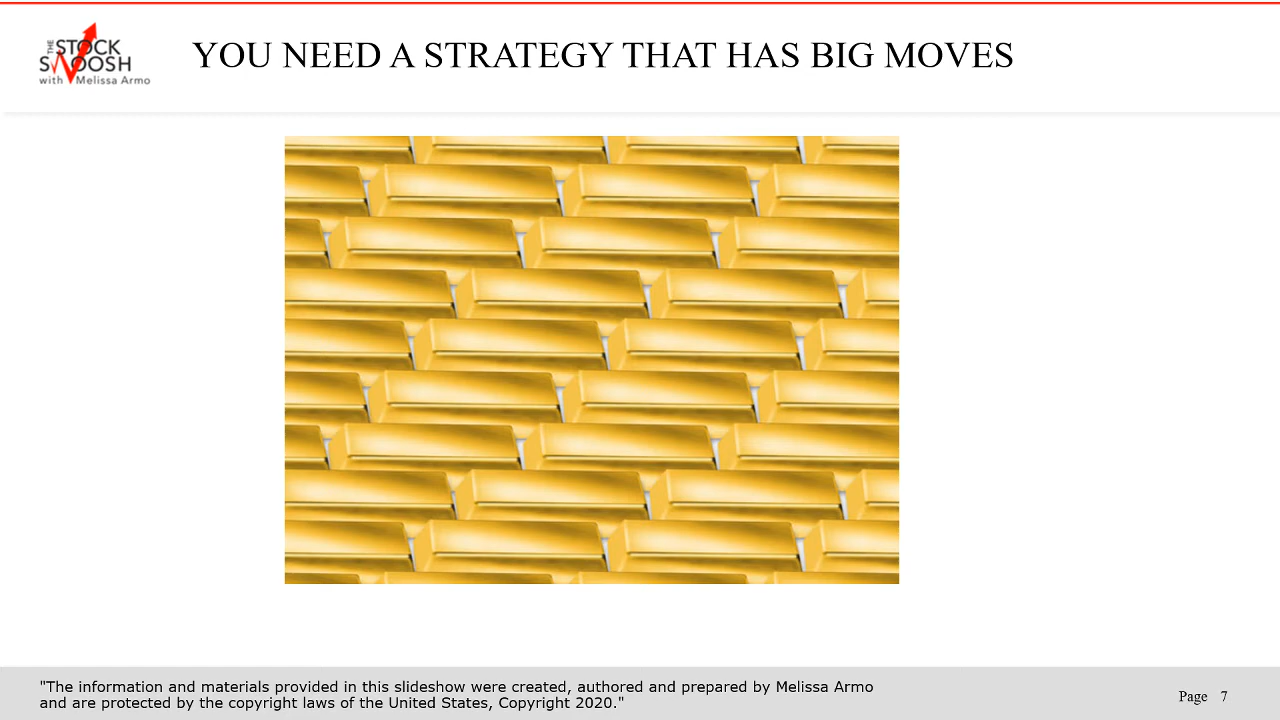 THE
STOCK
SWOOSH
with Melissa Armo
YOU NEED A STRATEGY THAT HAS BIG MOVES
"The information and materials provided in this slideshow were created, authored and prepared by Melissa Armo
and are protected by the copyright laws of the United States, Copyright 2020."
Page 7